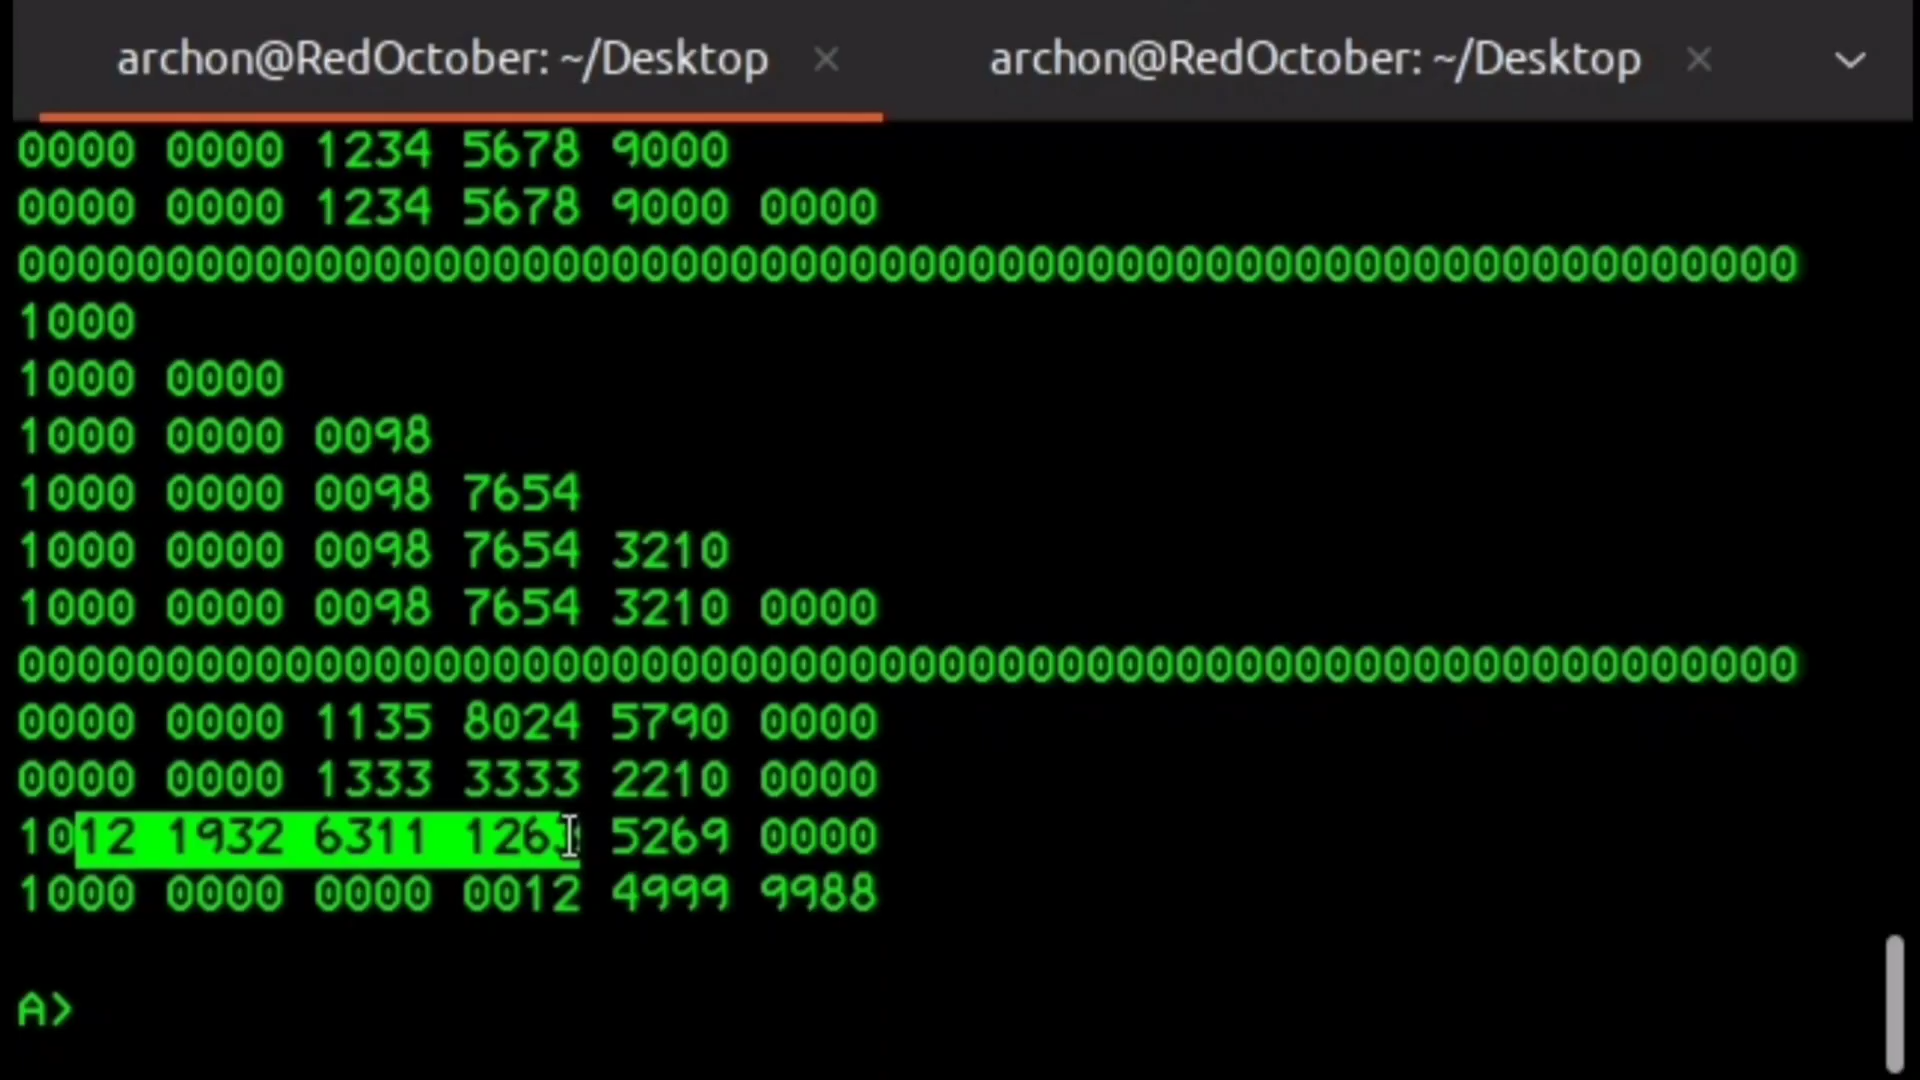 archon@RedOctober: ~/Desktop × archon@RedOctober: ~/Desktop ×
0000 0000 1234 5678 9000
0000 0000 1234 5678 9000 0000
000000000000000000000000000000000000000000000000000000000000
1000
1000 0000
1000 0000 0098
1000 0000 0098 7654
1000 0000 0098 7654 3210
1000 0000 0098 7654 3210 0000
000000000000000000000000000000000000000000000000000000000000
0000 0000 1135 8024 5790 0000
0000 0000 1333 3333 2210 0000
1012 1932 6311 1263 5269 0000
1000 0000 0000 0012 4999 9988
A>